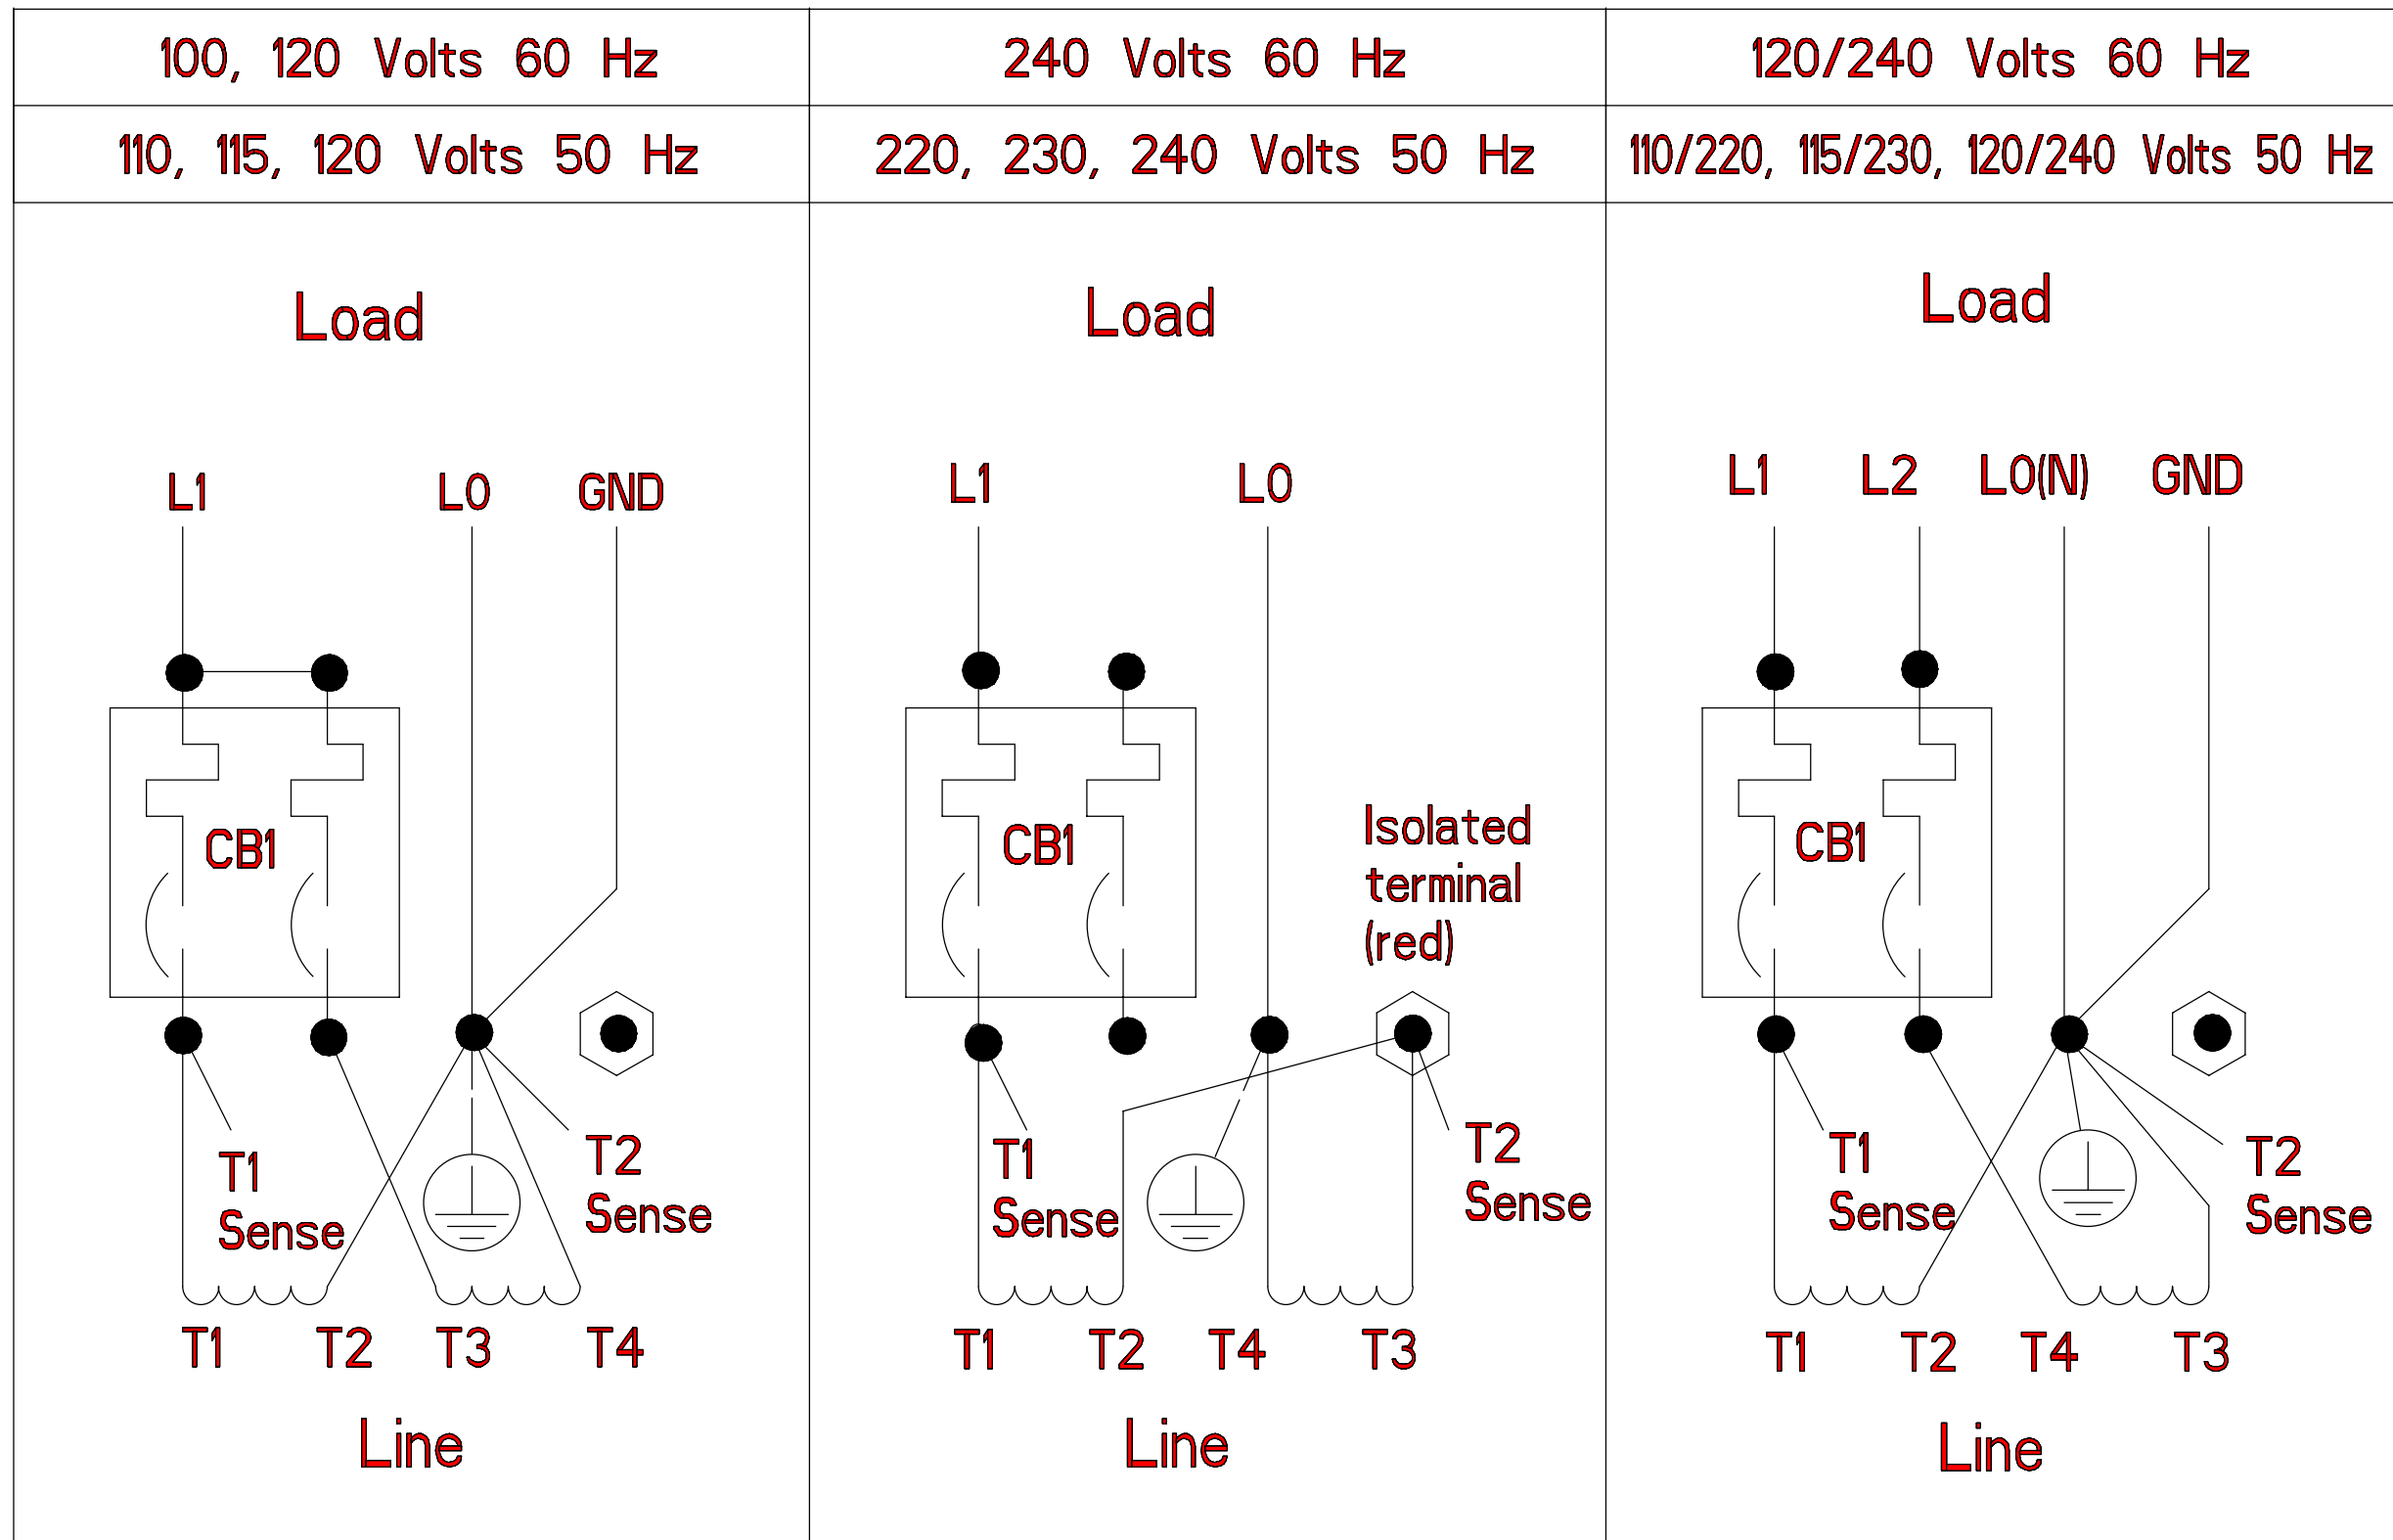 100, 120 Volts 60 Hz
240 Volts 60 Hz
120/240 Volts 60 Hz
110, 115, 120 Volts 50 Hz
220, 230, 240 Volts 50 Hz
110/220, 115/230, 120/240 Volts 50 Hz
Load
L1
L0
GND
CB1
T1
Sense
T2
Sense
T1
T2
T3
T4
Line
Load
L1
L0
CB1
Isolated
terminal
(red)
T1
Sense
T2
Sense
T1
T2
T4
T3
Line
Load
L1
L2
L0(N)
GND
CB1
T1
Sense
T2
Sense
T1
T2
T4
T3
Line